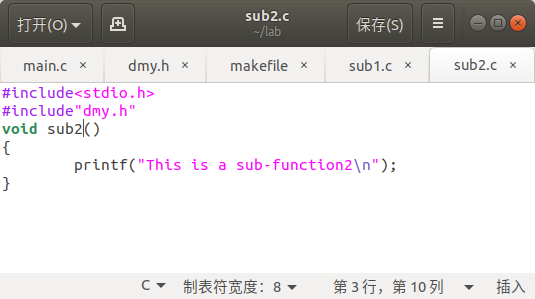 打开(O)
sub2.c
~/lab
保存(S)
main.c × dmy.h × makefile × sub1.c × sub2.c ×
#include<stdio.h>
#include"dmy.h"
void sub2()
{
        printf("This is a sub-function2\n");
}
C 制表符宽度：8 第 3 行，第 10 列 插入